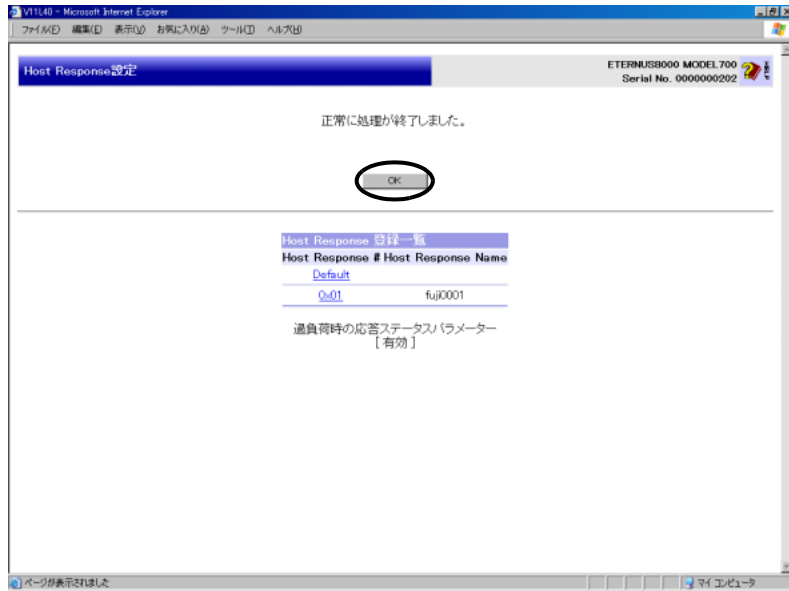 V11L40 - Microsoft Internet Explorer
ファイル(F) 編集(E) 表示(V) お気に入り(A) ツール(T) ヘルプ(H)
Host Response設定
ETERNUS8000 MODEL700
Serial No. 0000000202
正常に処理が終了しました。
OK
Host Response 登録一覧
Host Response # Host Response Name
Default
0x01 fuji0001
過負荷時の応答ステータスパラメーター
[ 有効 ]
ページが表示されました
マイ コンピュータ